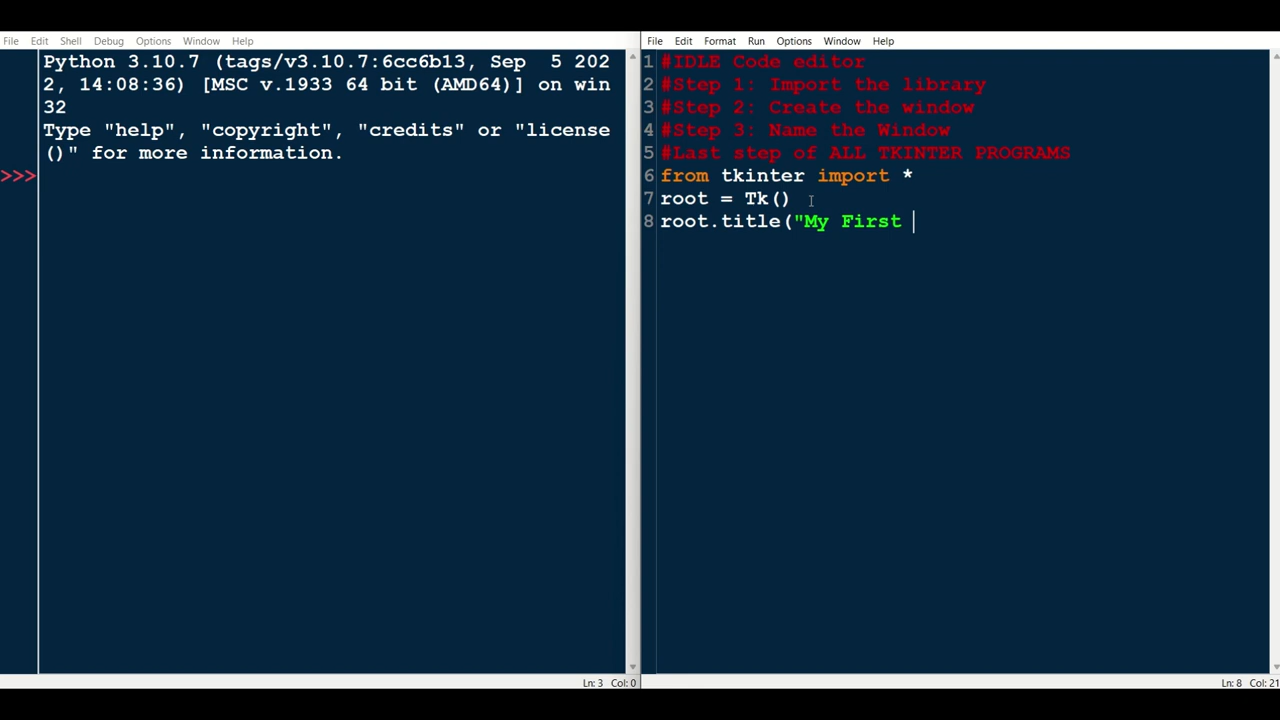 File Edit Shell Debug Options Window Help
Python 3.10.7 (tags/v3.10.7:6cc6b13, Sep  5 202
2, 14:08:36) [MSC v.1933 64 bit (AMD64)] on win
32
Type "help", "copyright", "credits" or "license
()" for more information.
>>>
Ln: 3 Col: 0
File Edit Format Run Options Window Help
1 #IDLE Code editor
2 #Step 1: Import the library
3 #Step 2: Create the window
4 #Step 3: Name the Window
5 #Last step of ALL TKINTER PROGRAMS
6 from tkinter import *
7 root = Tk()
8 root.title("My First
Ln: 8 Col: 21